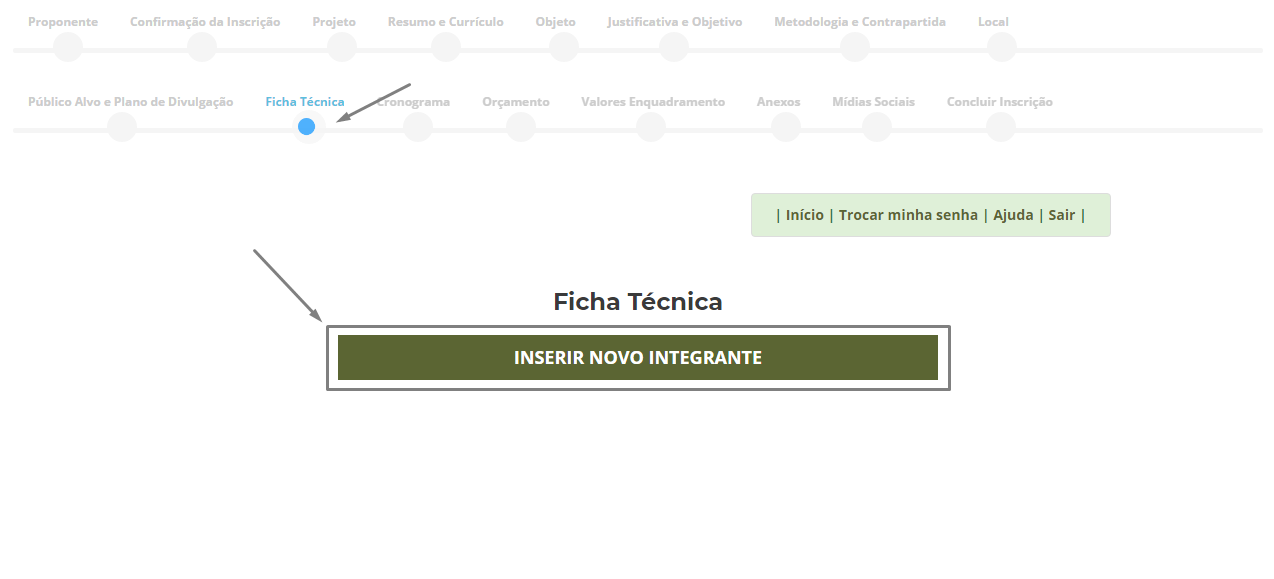 Proponente Confirmação da Inscrição Projeto Resumo e Currículo Objeto Justificativa e Objetivo Metodologia e Contrapartida Local
Público Alvo e Plano de Divulgação Ficha Técnica Cronograma Orçamento Valores Enquadramento Anexos Mídias Sociais Concluir Inscrição
| Início | Trocar minha senha | Ajuda | Sair |
Ficha Técnica
INSERIR NOVO INTEGRANTE